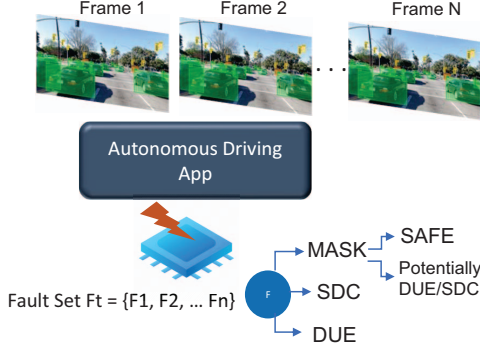 Frame 1 Frame 2 Frame N
. . .
Autonomous Driving
App
MASK
SAFE
Potentially
DUE/SDC
Fault Set Ft = {F1, F2, ... Fn}
F
SDC
DUE